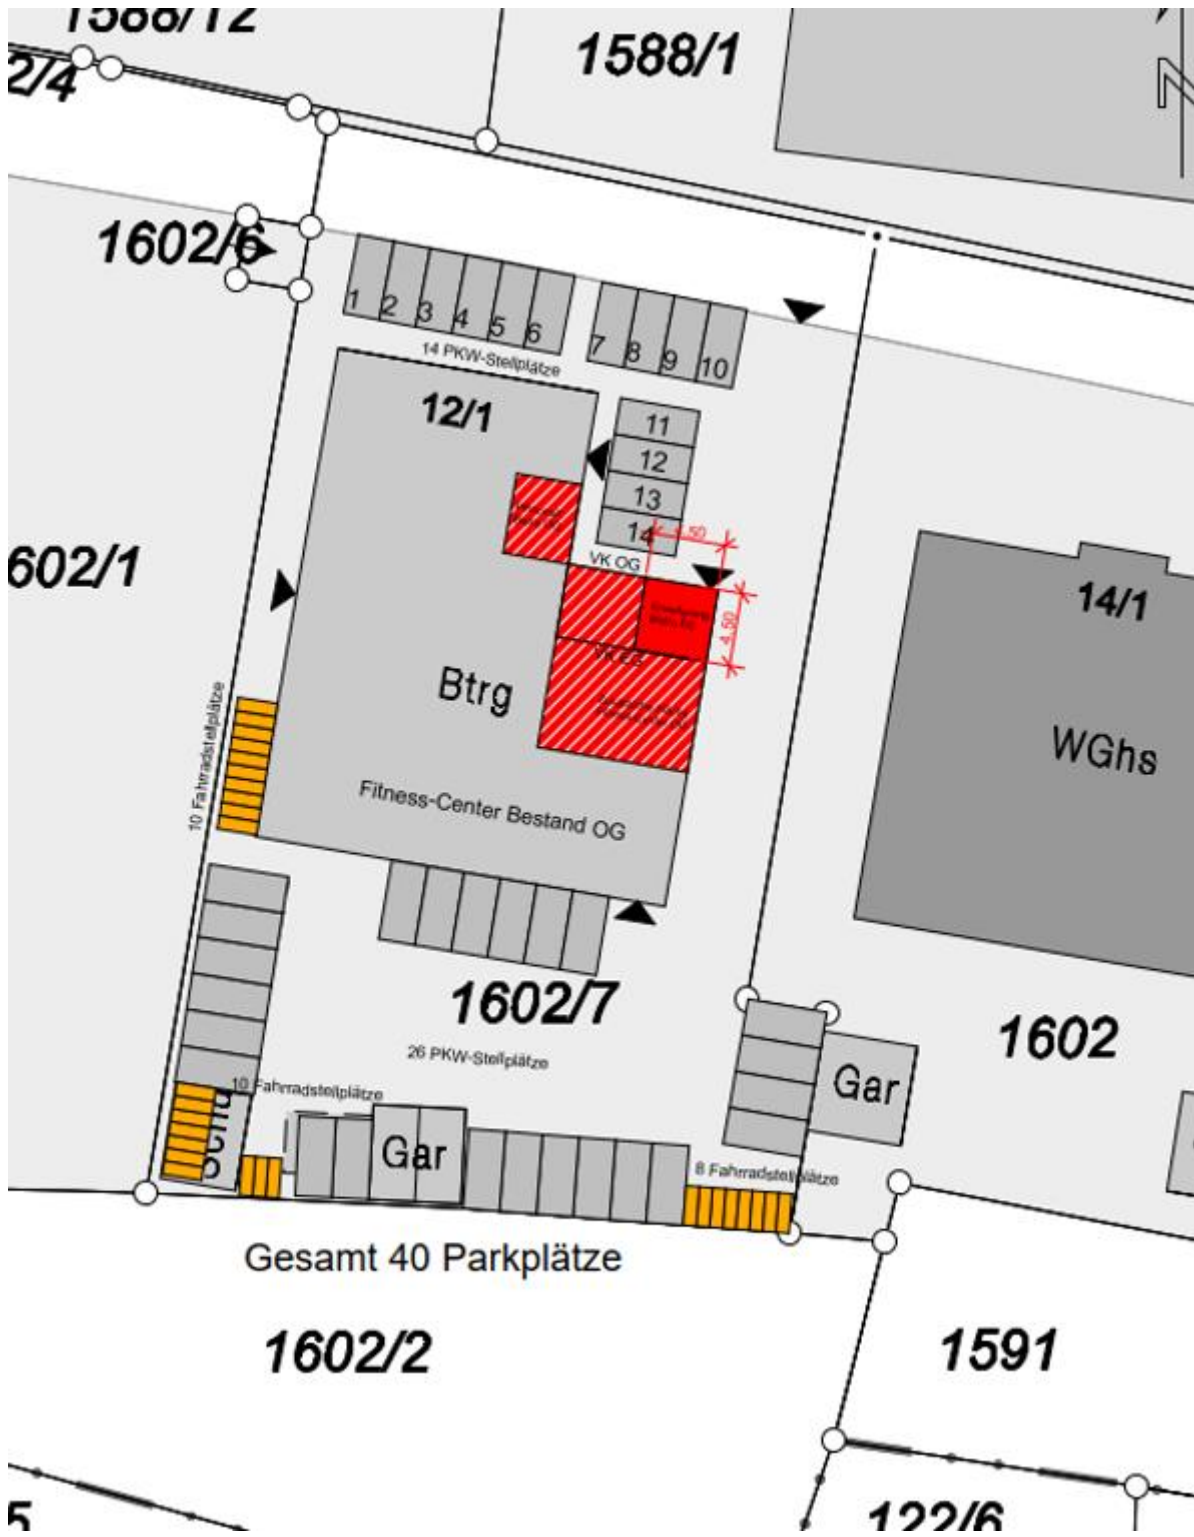 1588/12
1588/1
2/4
1602/6
1 2 3 4 5 6
7 8 9 10
14 PKW-Stellplätze
12/1
11
12
13
14
4.50
VK OG
602/1
14/1
4.50
VK EG
Btrg
10 Fahrradstellplätze
WGhs
Fitness-Center Bestand OG
1602/7
1602
26 PKW-Stellplätze
Gar
10 Fahrradstellplätze
Gar
8 Fahrradstellplätze
Gesamt 40 Parkplätze
1602/2
1591
5
122/6